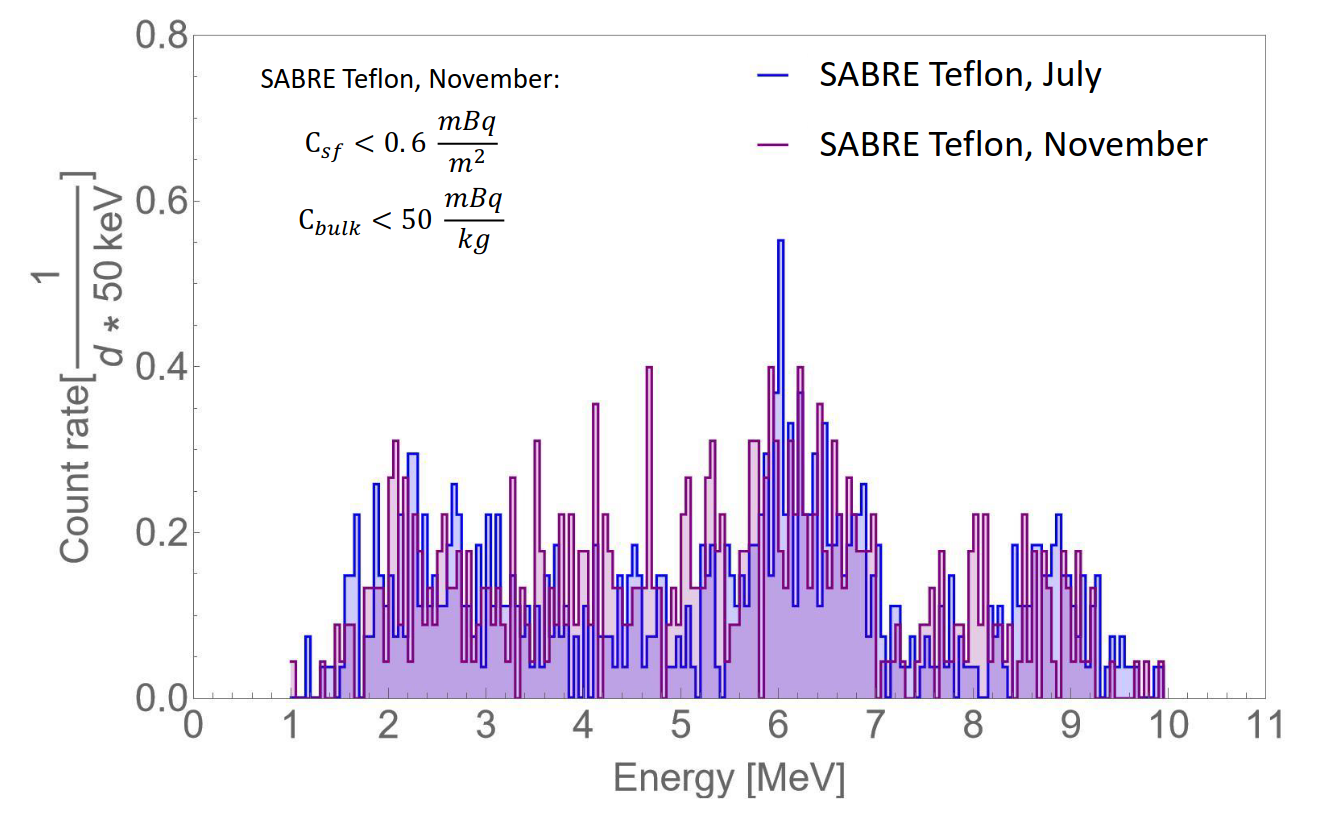 0.8
0.6
0.4
0.2
0.0
Count rate[ 1 / d * 50 keV ]
SABRE Teflon, November:
C_sf < 0.6 mBq / m²
C_bulk < 50 mBq / kg
SABRE Teflon, July
SABRE Teflon, November
0 1 2 3 4 5 6 7 8 9 10 11
Energy [MeV]